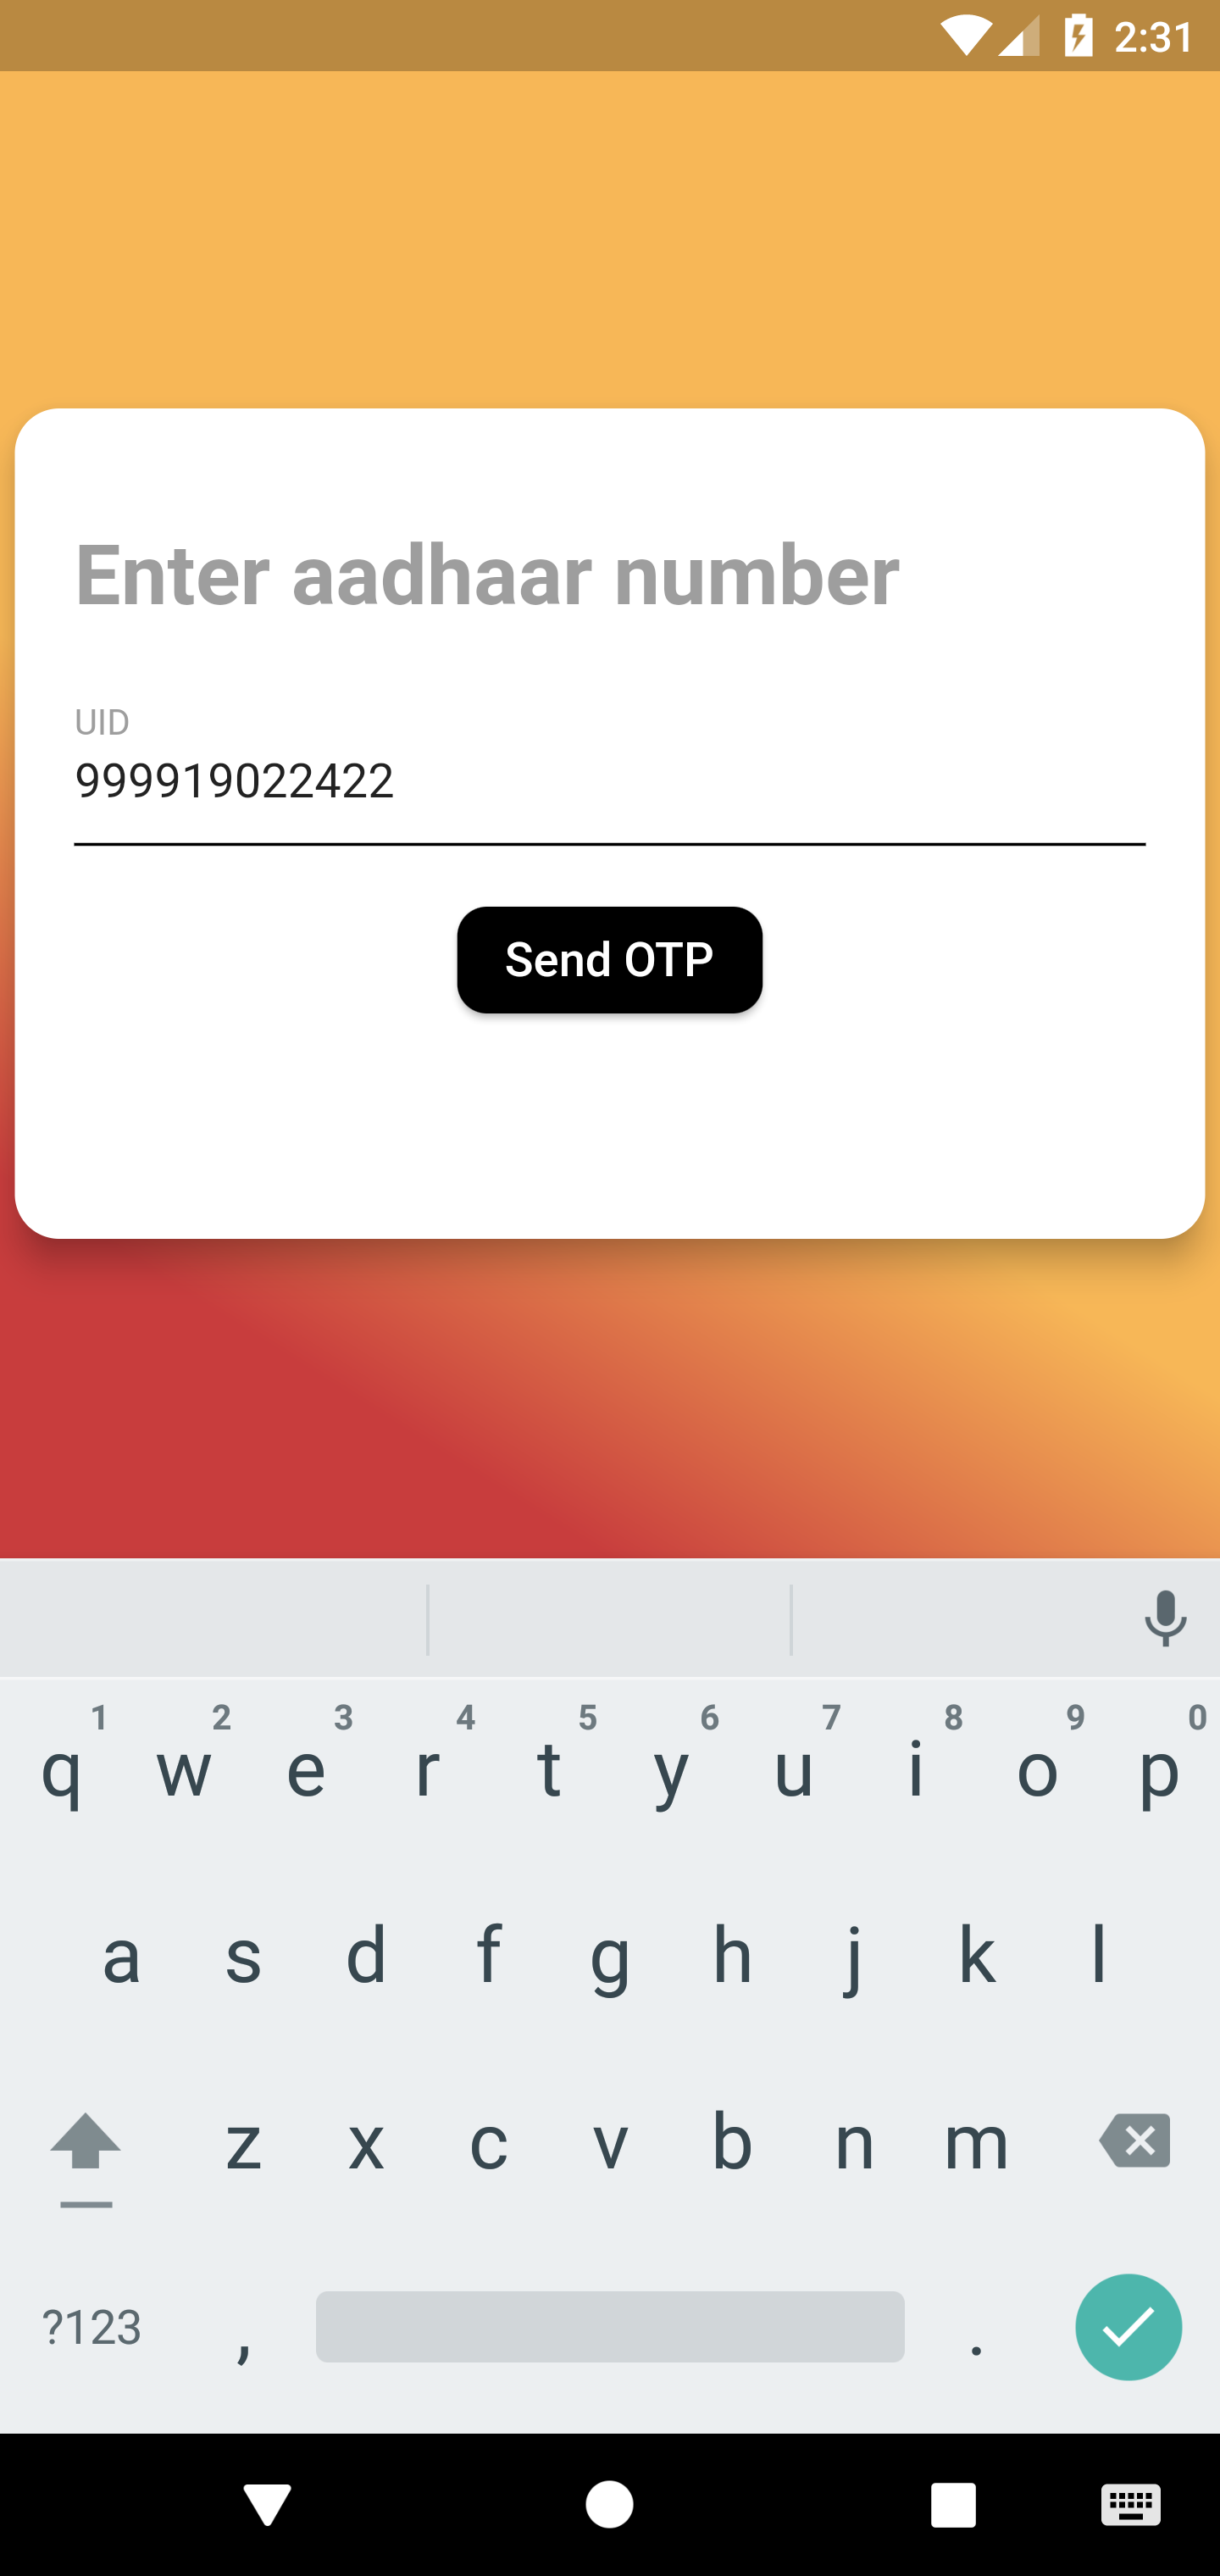 2:31
Enter aadhaar number
UID
999919022422
Send OTP
1 2 3 4 5 6 7 8 9 0
q w e r t y u i o p
a s d f g h j k l
z x c v b n m
?123 , .